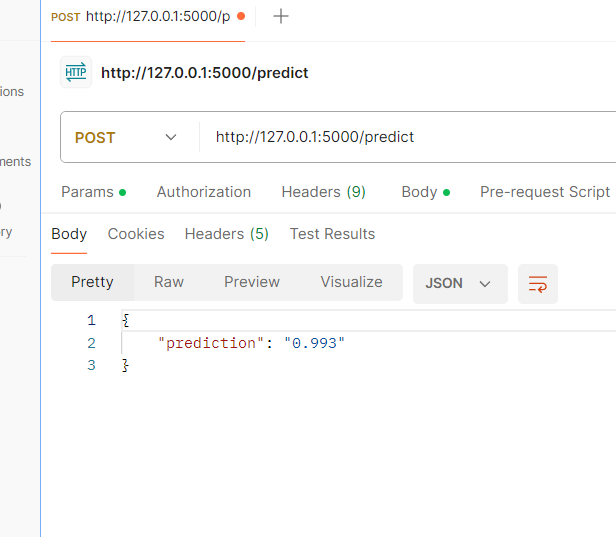 POST http://127.0.0.1:5000/p
HTTP http://127.0.0.1:5000/predict
ions
POST http://127.0.0.1:5000/predict
nents
Params Authorization Headers (9) Body Pre-request Script
ry
Body Cookies Headers (5) Test Results
Pretty Raw Preview Visualize JSON
1 {
2 "prediction": "0.993"
3 }